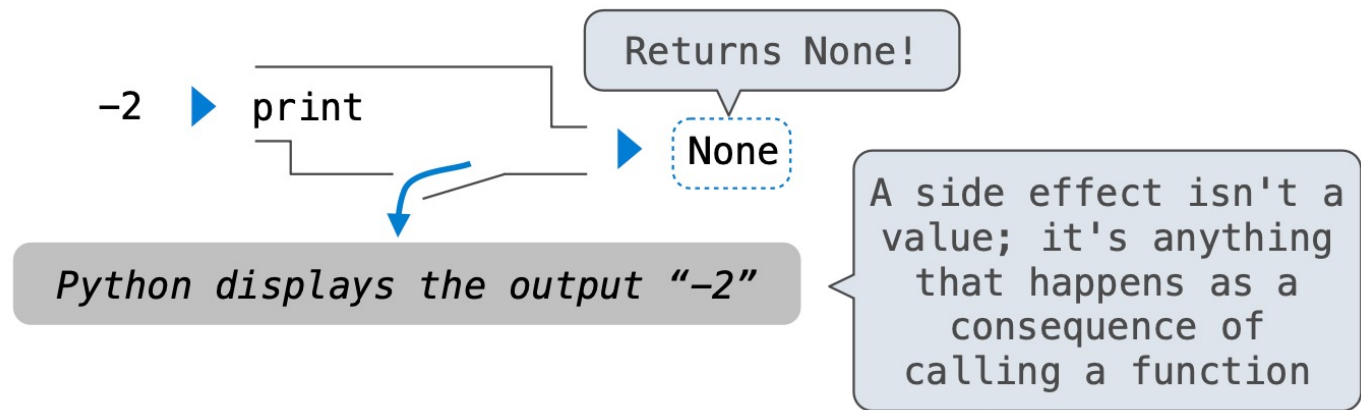 Returns None!
−2 print
None
A side effect isn't a
value; it's anything
that happens as a
consequence of
calling a function
Python displays the output “−2”